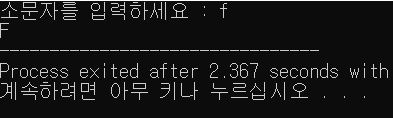 소문자를 입력하세요 : f
F
--------------------------------
Process exited after 2.367 seconds with
계속하려면 아무 키나 누르십시오 . . .